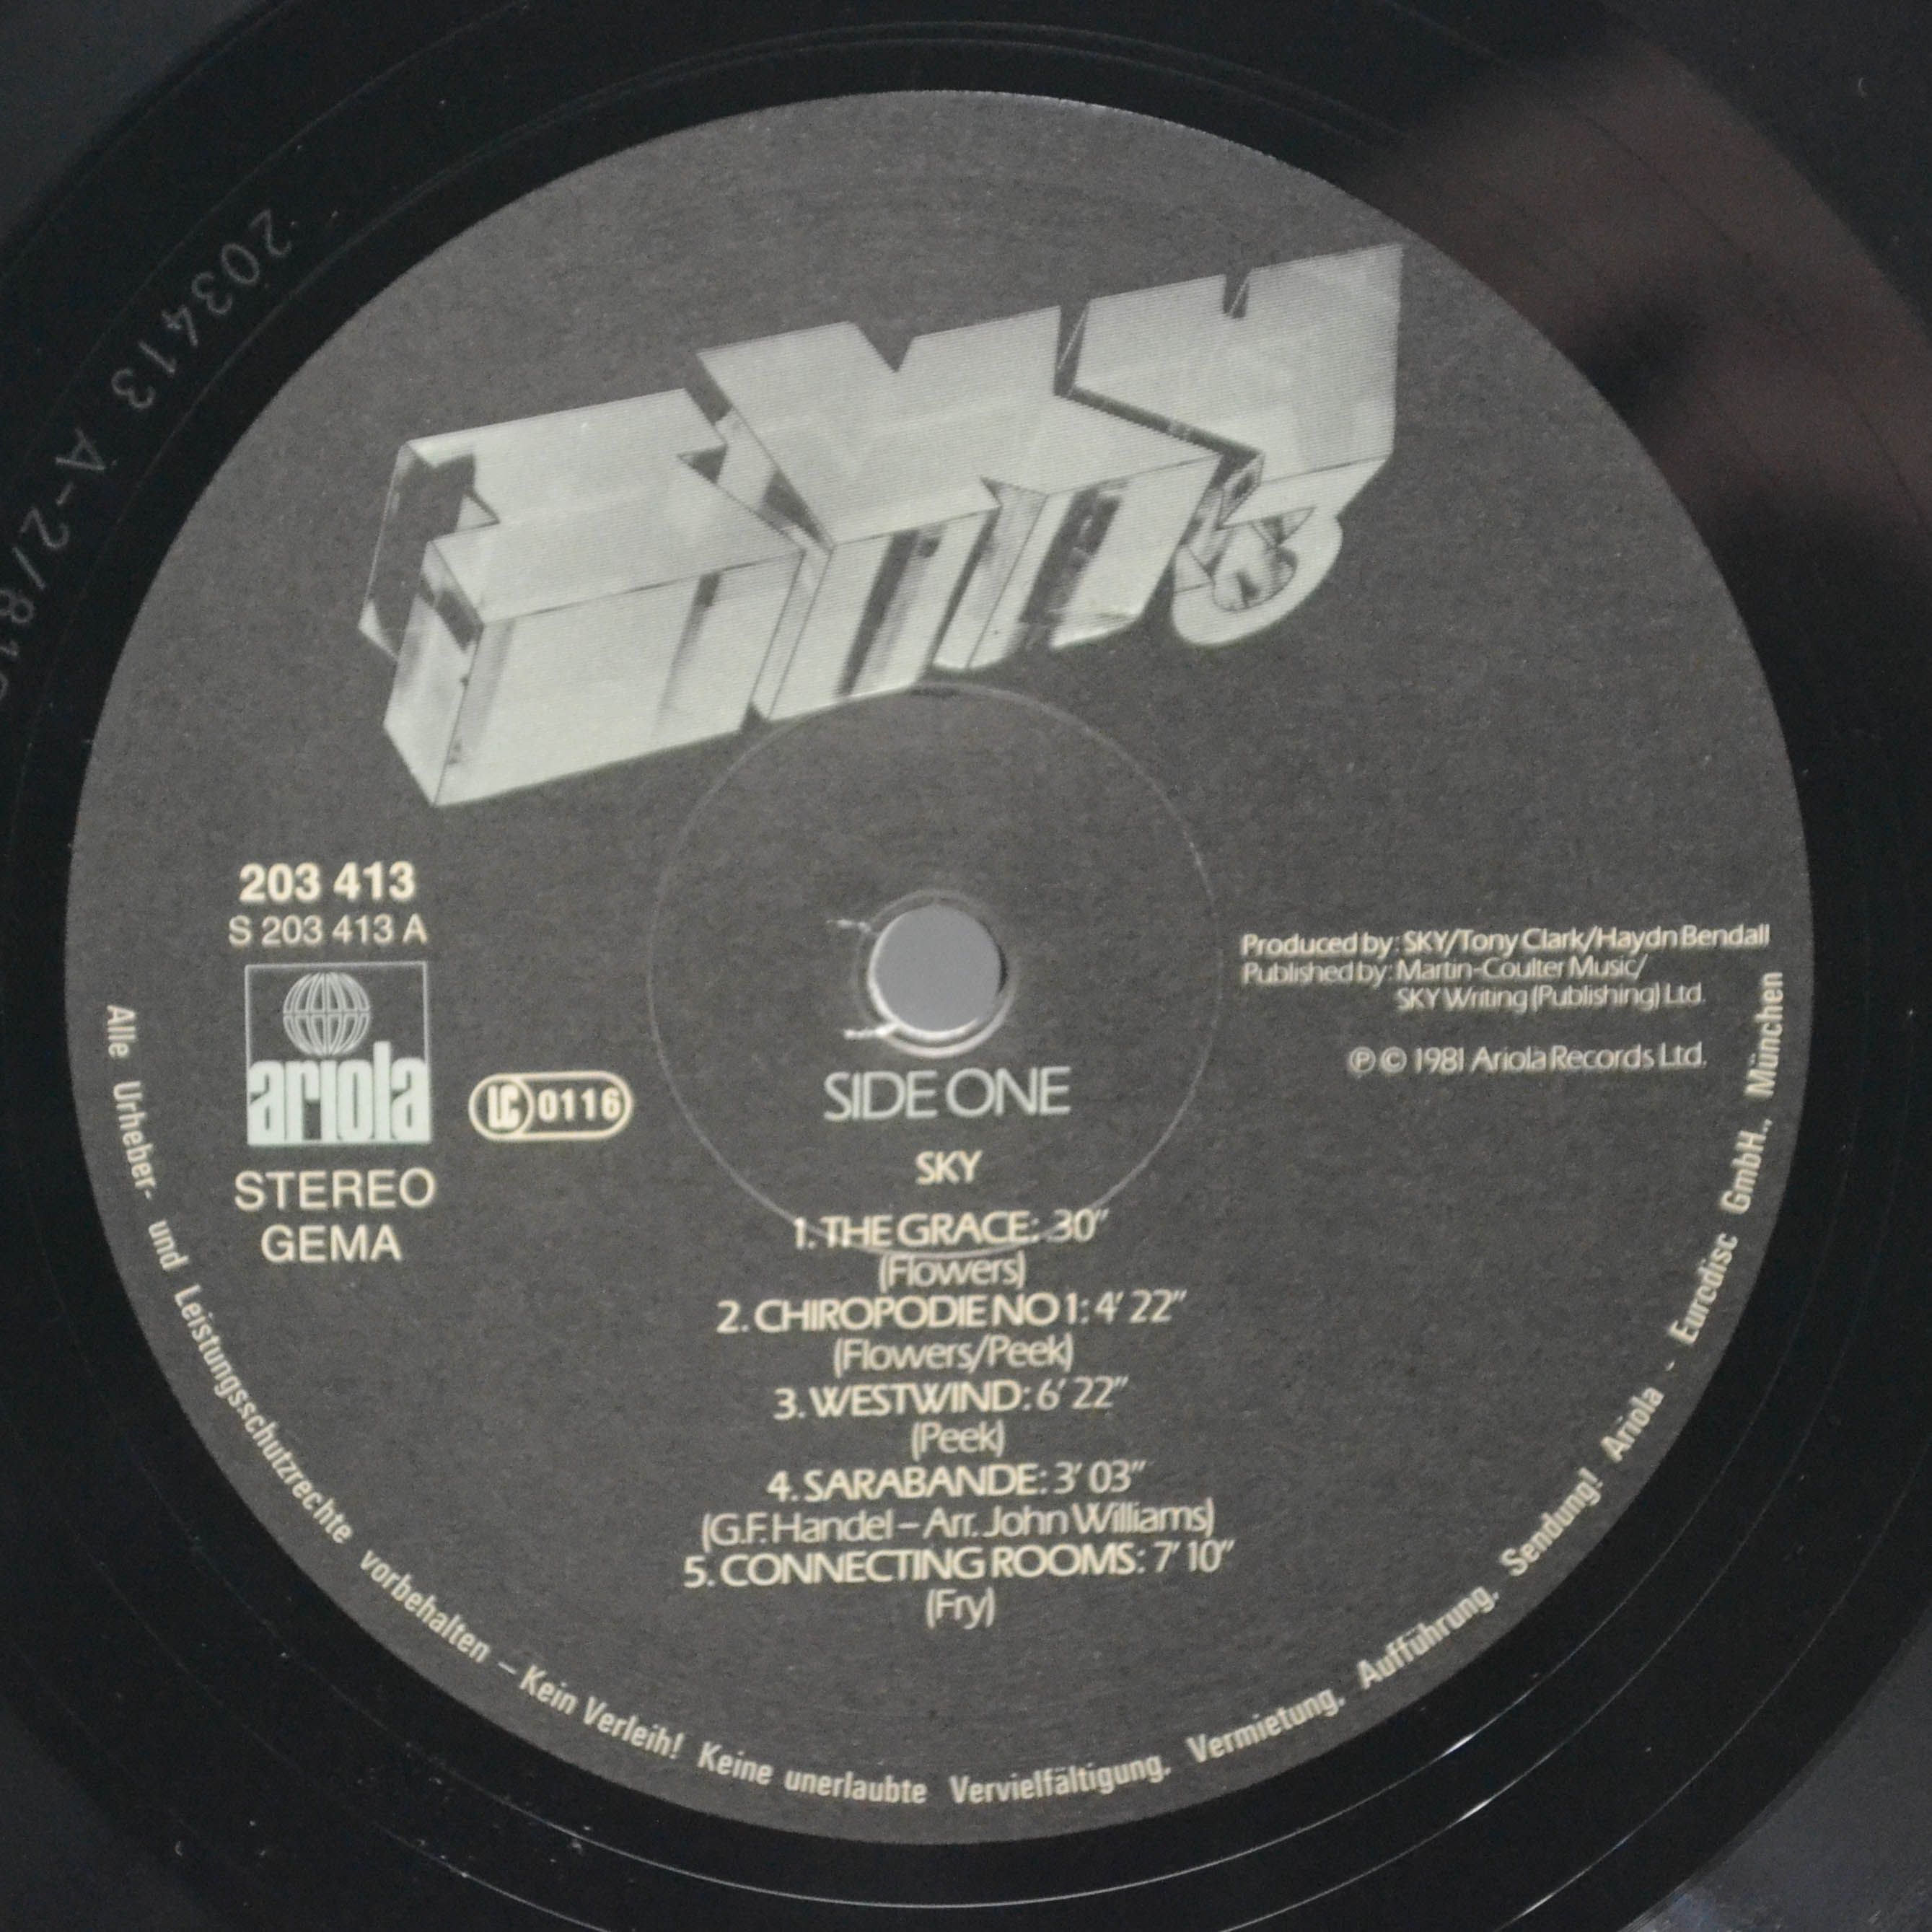 SKY 3
203413 A-2/81
203 413
S 203 413 A
ariola
LC 0116
STEREO
GEMA
Produced by: SKY/Tony Clark/Haydn Bendall
Published by: Martin-Coulter Music/
SKY Writing (Publishing) Ltd.
℗ © 1981 Ariola Records Ltd.
SIDE ONE
SKY
1. THE GRACE: 30"
(Flowers)
2. CHIROPODIE NO 1: 4' 22"
(Flowers/Peek)
3. WESTWIND: 6' 22"
(Peek)
4. SARABANDE: 3' 03"
(G.F. Handel – Arr. John Williams)
5. CONNECTING ROOMS: 7' 10"
(Fry)
Alle Urheber- und Leistungsschutzrechte vorbehalten – Kein Verleih! Keine unerlaubte Vervielfältigung, Vermietung, Aufführung, Sendung! Ariola - Eurodisc GmbH., München